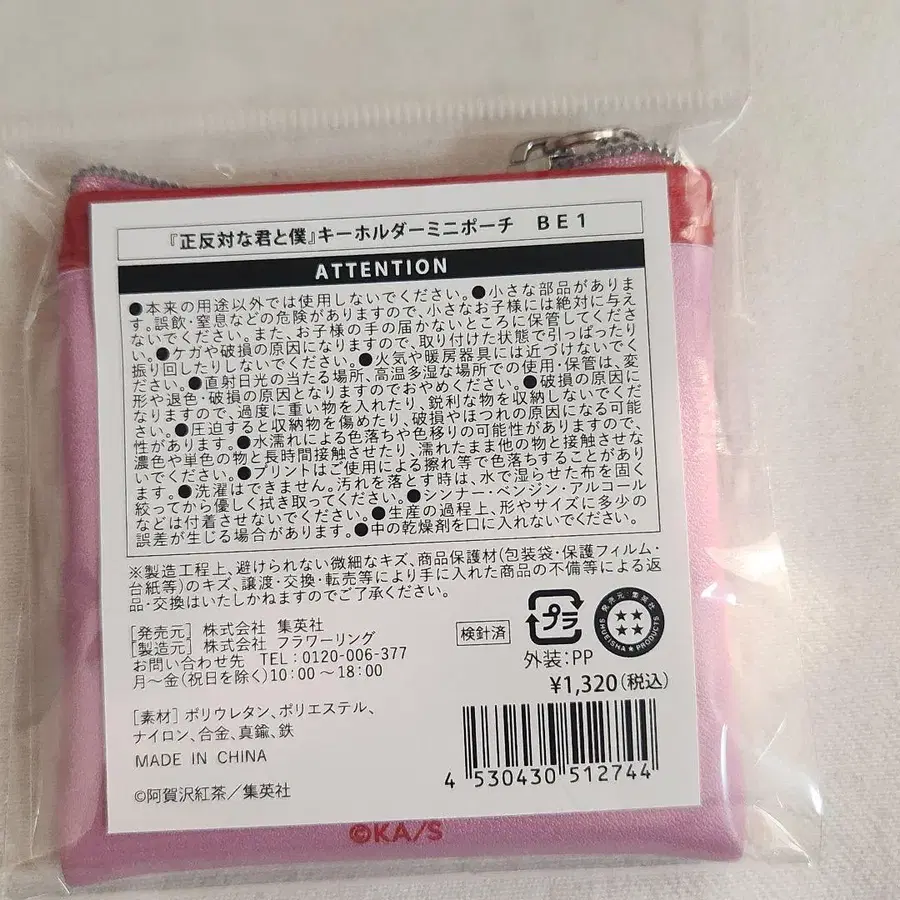 『正反対な君と僕』キーホルダーミニポーチ BE1
ATTENTION
●本来の用途以外では使用しないでください。●小さな部品がありま
す。誤飲・窒息などの危険がありますので、小さなお子様には絶対に与え
ないでください。また、お子様の手の届かないところに保管してくださ
い。●ケガや破損の原因になりますので、取り付けた状態で引っぱったり
振り回したりしないでください。●火気や暖房器具には近づけないでく
ださい。●直射日光の当たる場所、高温多湿な場所での使用・保管は、変
形や退色・破損の原因となりますのでおやめください。●破損の原因に
なりますので、過度に重い物を入れたり、鋭利な物を収納しないでくだ
さい。●圧迫すると収納物を傷めたり、破損やほつれの原因になる可能
性があります。●水濡れによる色落ちや色移りの可能性がありますので、
濃色や単色の物と長時間接触させたり、濡れたまま他の物と接触させな
いでください。●プリントはご使用による擦れ等で色落ちすることがあり
ます。●洗濯はできません。汚れを落とす時は、水で湿らせた布を固く
絞ってから優しく拭き取ってください。●シンナー・ベンジン・アルコール
などは付着させないでください。●生産の過程上、形やサイズに多少の
誤差が生じる場合があります。●中の乾燥剤を口に入れないでください。
※製造工程上、避けられない微細なキズ、商品保護材(包装袋・保護フィルム・
台紙等)のキズ、譲渡・交換・転売等により手に入れた商品の不備等による返
品・交換はいたしかねますのでご了承ください。
[発売元] 株式会社 集英社
[製造元] 株式会社 フラワーリング
お問い合わせ先 TEL:0120-006-377
月〜金(祝日を除く)10:00〜18:00
検針済
プラ
外装:PP
発売元・集英社
SHUEISHA★PRODUCTS
¥1,320(税込)
[素材] ポリウレタン、ポリエステル、
ナイロン、合金、真鍮、鉄
MADE IN CHINA
4 530430 512744
©阿賀沢紅茶／集英社
©KA/S